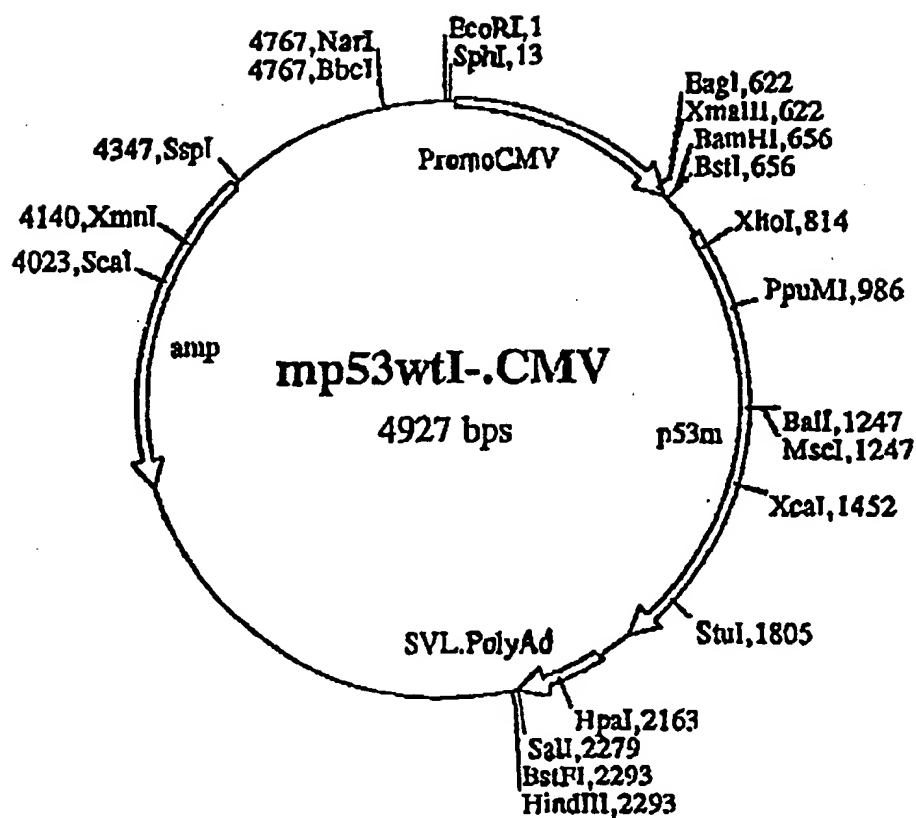 EcoRI,1
SphI,13
4767,NarI
4767,BbcI
BagI,622
XmaIII,622
BamHI,656
BstI,656
PromoCMV
4347,SspI
4140,XmnI
4023,ScaI
XhoI,814
PpuMI,986
amp
mp53wtI-.CMV
4927 bps
p53m
BalI,1247
MscI,1247
XcaI,1452
StuI,1805
SVL.PolyAd
HpaI,2163
SalI,2279
BstFI,2293
HindIII,2293